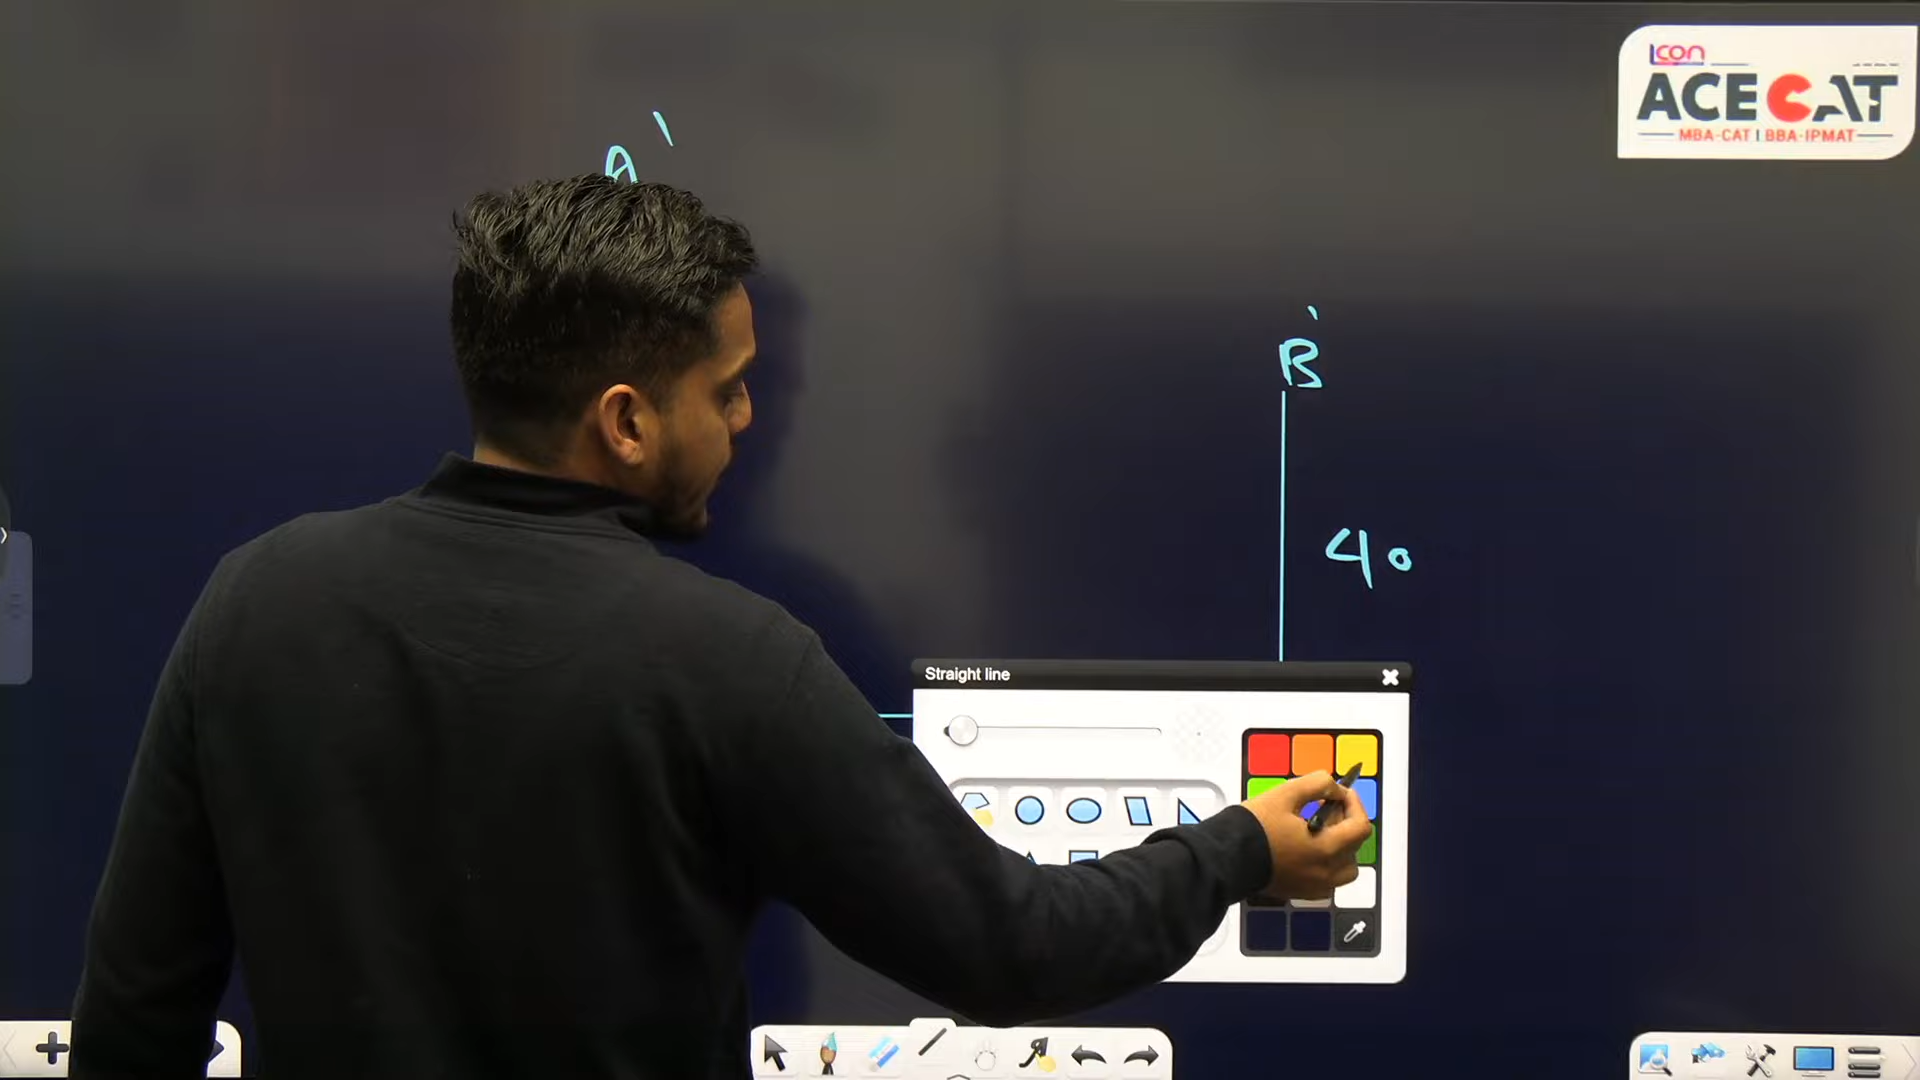 Icon
ACE CAT
MBA-CAT | BBA-IPMAT
A'
B'
40
Straight line